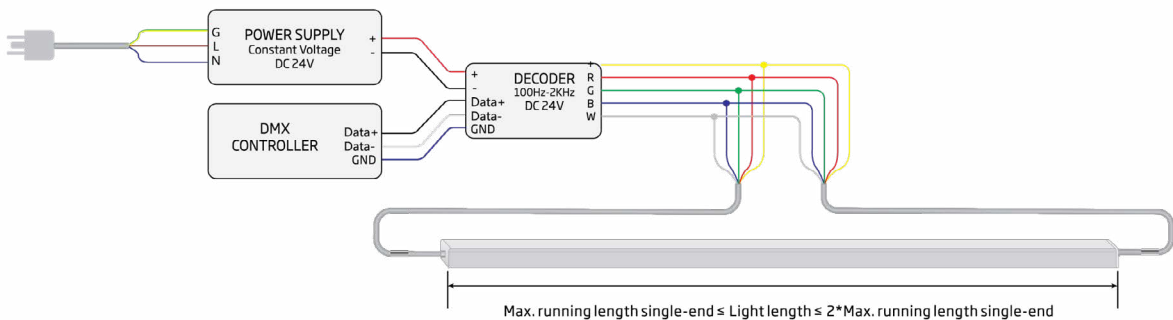 G
L
N
POWER SUPPLY
Constant Voltage
DC 24V
+
-
DMX
CONTROLLER
Data+
Data-
GND
+
-
Data+
Data-
GND
DECODER
100Hz-2KHz
DC 24V
+
R
G
B
W
Max. running length single-end ≤ Light length ≤ 2*Max. running length single-end